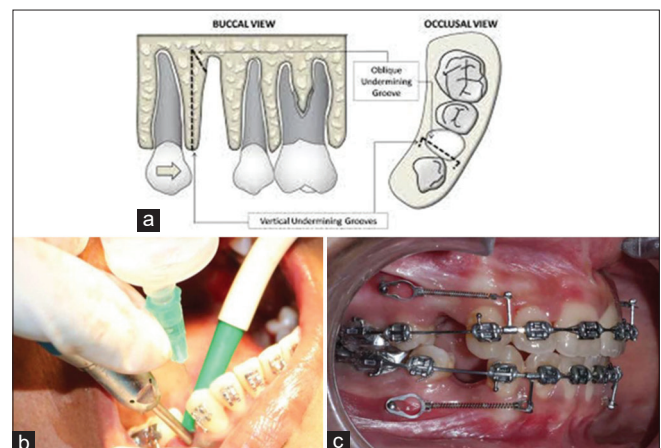 BUCCAL VIEW
OCCLUSAL VIEW
Oblique
Undermining
Groove
Vertical Undermining Grooves
a
b
c